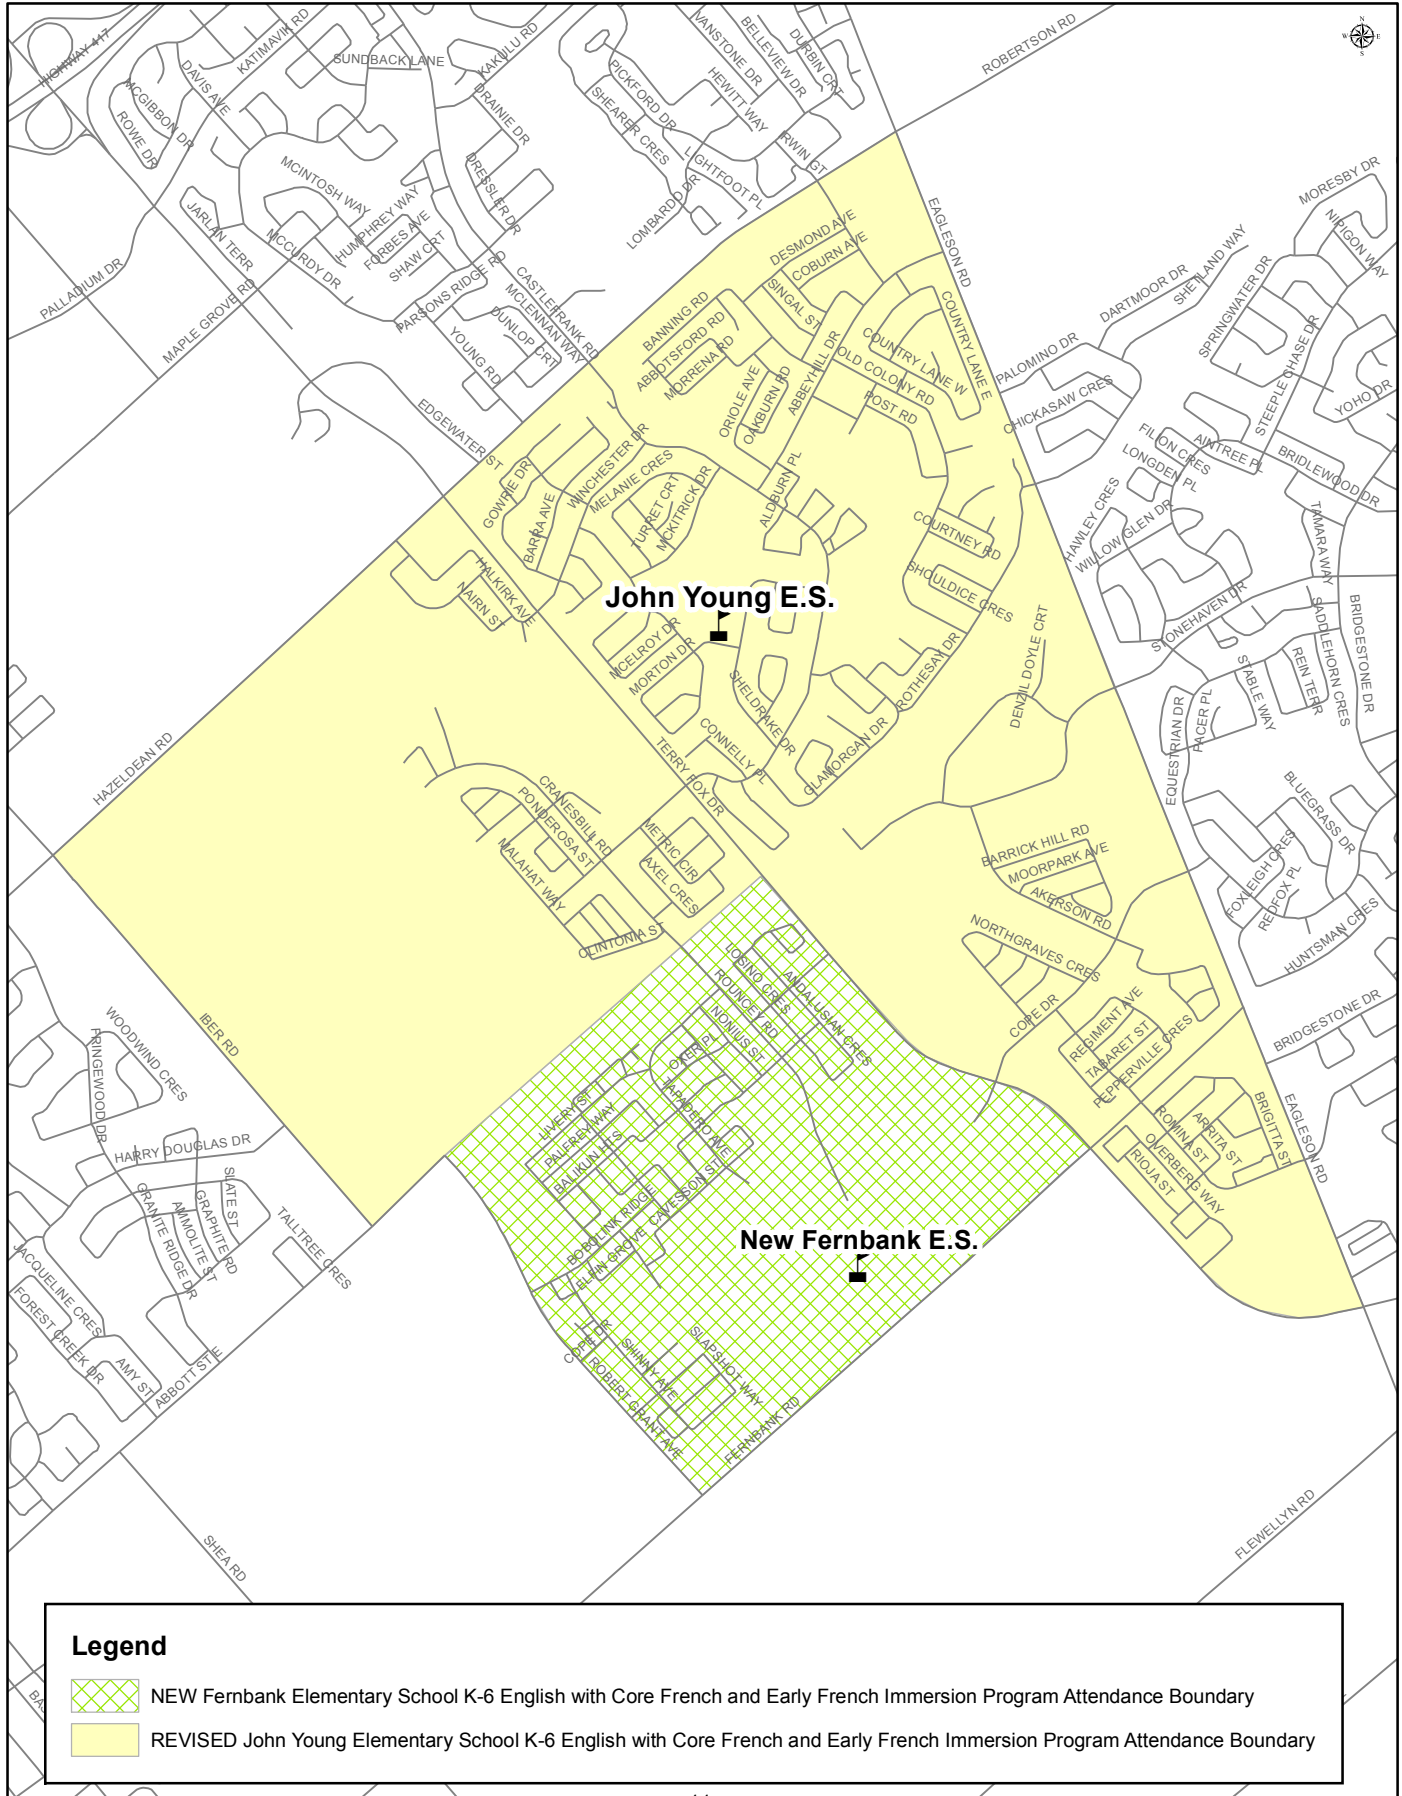 HIGHWAY 417
KATIMAVIK RD
DAVIS AVE
MCGIBBON DR
ROWE DR
SUNDBACK LANE
KAKULU RD
DRAINIE DR
DRESSLER DR
PICKFORD DR
SHEARER CRES
VANSTONE DR
BELLEVIEW DR
DURBIN CRT
HEWITT WAY
IRWIN GT
LIGHTFOOT PL
LOMBARDO DR
ROBERTSON RD
N
W
E
S
MORESBY DR
NIPIGON WAY
MCINTOSH WAY
HUMPHREY WAY
FORBES AVE
SHAW CRT
JARLAN TERR
MCCURDY DR
PALLADIUM DR
MAPLE GROVE RD
PARSONS RIDGE RD
CASTLEFRANK RD
MCLENNAN WAY
DUNLOP CRT
YOUNG RD
EAGLESON RD
DESMOND AVE
COBURN AVE
SINGAL ST
BANNING RD
ABBOTSFORD RD
MORRENA RD
ORIOLE AVE
OAKBURN RD
ABBEYHILL DR
COUNTRY LANE W
COUNTRY LANE E
OLD COLONY RD
POST RD
PALOMINO DR
DARTMOOR DR
SHETLAND WAY
SPRINGWATER DR
STEEPLE CHASE DR
YOHO DR
CHICKASAW CRES
FILION CRES
LONGDEN PL
AINTREE PL
BRIDLEWOOD DR
EDGEWATER ST
GOWRIE DR
BARRA AVE
WINCHESTER DR
MELANIE CRES
TURRET CRT
MCKITRICK DR
ALDBURN PL
COURTNEY RD
SHOULDICE CRES
HAWLEY CRES
WILLOW GLEN DR
TAMARA WAY
STONEHAVEN DR
SADDLEHORN CRES
BRIDGESTONE DR
REIN TERR
STABLE WAY
PACER PL
EQUESTRIAN DR
HALKIRK AVE
NAIRN ST
John Young E.S.
MCELROY DR
MORTON DR
SHELDRAKE DR
CONNELLY PL
ROTHESAY DR
GLAMORGAN DR
DENZIL DOYLE CRT
TERRY FOX DR
HAZELDEAN RD
CRANESBILL RD
PONDEROSA ST
MALAHAT WAY
METRIC CIR
AXEL CRES
CLINTONIA ST
BARRICK HILL RD
MOORPARK AVE
AKERSON RD
NORTHGRAVES CRES
BLUEGRASS DR
FOXLEIGH CRES
REDFOX PL
HUNTSMAN CRES
BRIDGESTONE DR
IBER RD
WOODWIND CRES
FRINGEWOOD DR
HARRY DOUGLAS DR
LOSINO CRES
ANDALUSIAN CRES
ROUNCEY RD
NONIUS ST
OXER PL
TAPADERO AVE
COPE DR
REGIMENT AVE
TABARET ST
PEPPERVILLE CRES
ROMINA ST
ARRITA ST
BRIGITTA ST
OVERBERG WAY
RIOJA ST
EAGLESON RD
LIVERY ST
PALFREY WAY
BALIKUN HTS
BOBOLINK RIDGE
CAVESSON ST
ELFIN GROVE
New Fernbank E.S.
SLATE ST
GRAPHITE RD
AMMOLITE ST
GRANITE RIDGE DR
TALLTREE CRES
JACQUELINE CRES
FOREST CREEK DR
AMY ST
ABBOTT ST E
COPE DR
SHINNY AVE
ROBERT GRANT AVE
SLAPSHOT WAY
FERNBANK RD
SHEA RD
FLEWELLYN RD
Legend
NEW Fernbank Elementary School K-6 English with Core French and Early French Immersion Program Attendance Boundary
REVISED John Young Elementary School K-6 English with Core French and Early French Immersion Program Attendance Boundary